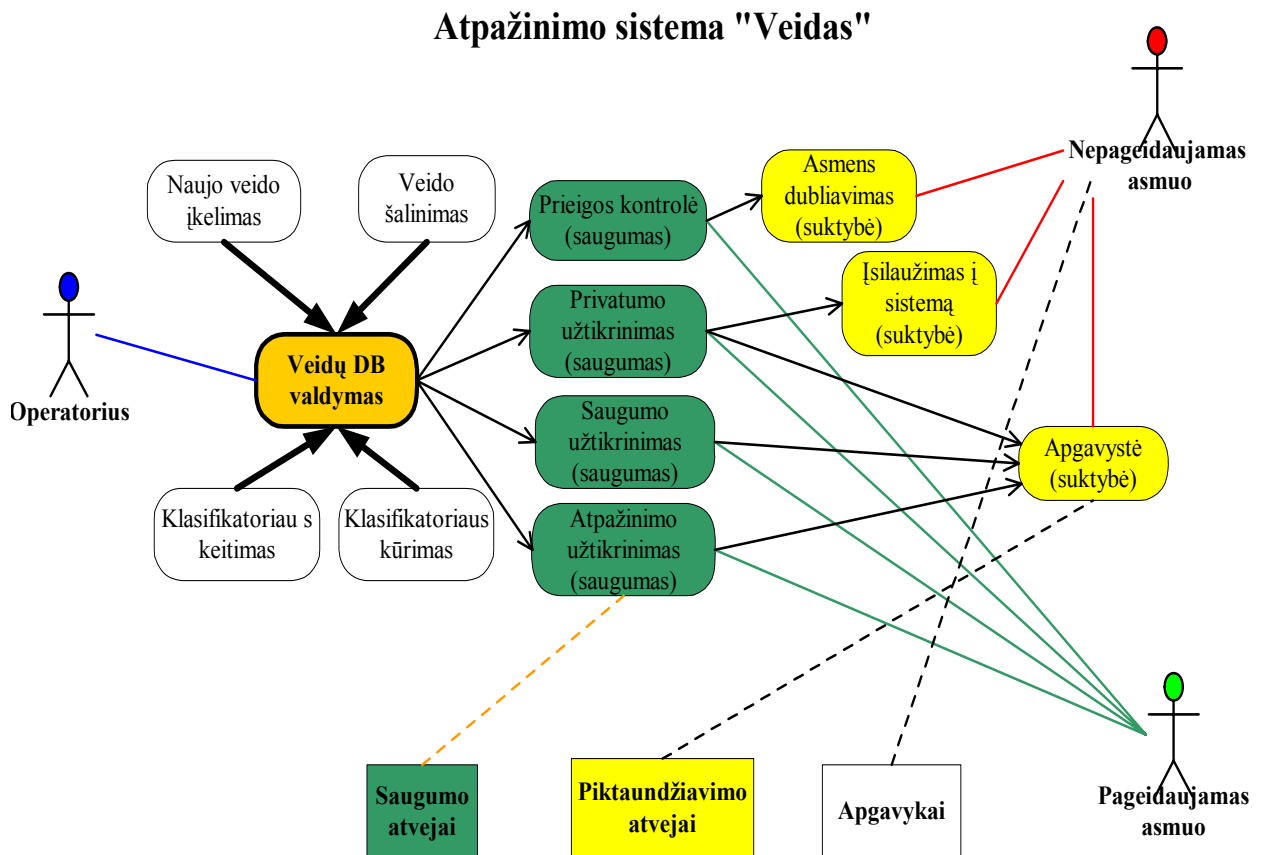 Atpažinimo sistema "Veidas"
Nepageidaujamas
asmuo
Naujo veido
įkelimas
Veido
šalinimas
Prieigos kontrolė
(saugumas)
Asmens
dubliavimas
(suktybė)
Įsilaužimas į
sistemą
(suktybė)
Privatumo
užtikrinimas
(saugumas)
Operatorius
Veidų DB
valdymas
Saugumo
užtikrinimas
(saugumas)
Apgavystė
(suktybė)
Klasifikatoriau s
keitimas
Klasifikatoriaus
kūrimas
Atpažinimo
užtikrinimas
(saugumas)
Saugumo
atvejai
Piktaundžiavimo
atvejai
Apgavykai
Pageidaujamas
asmuo